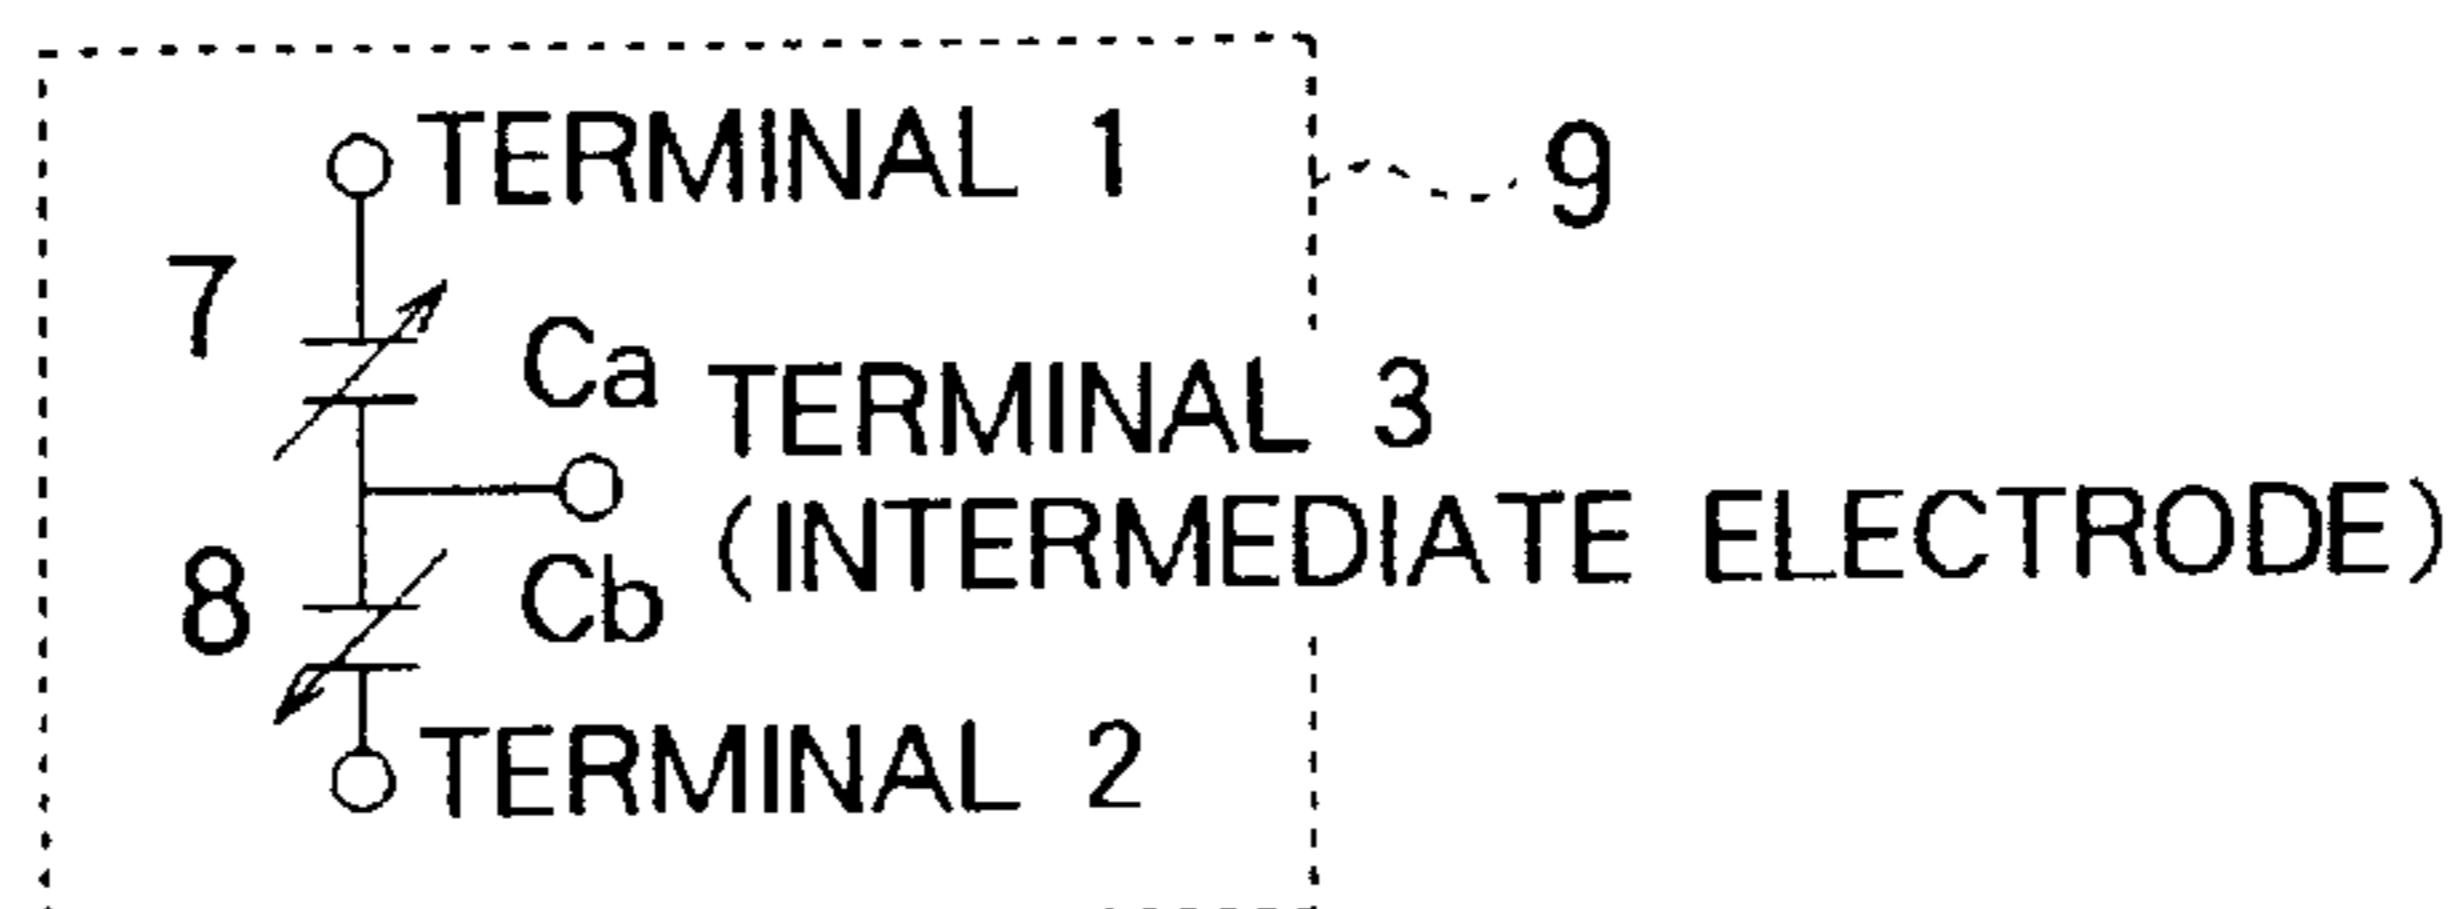 TERMINAL 1
9
7
Ca
TERMINAL 3
(INTERMEDIATE ELECTRODE)
8
Cb
TERMINAL 2